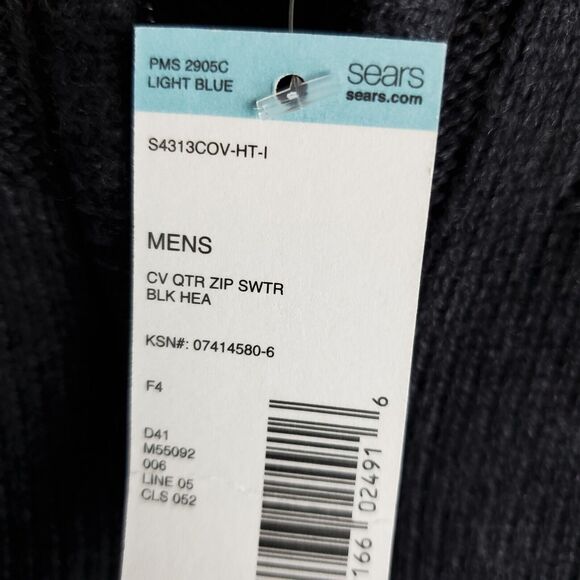 PMS 2905C
LIGHT BLUE
sears
sears.com
S4313COV-HT-I
MENS
CV QTR ZIP SWTR
BLK HEA
KSN#: 07414580-6
F4
D41
M55092
006
LINE 05
CLS 052
166 02491 6